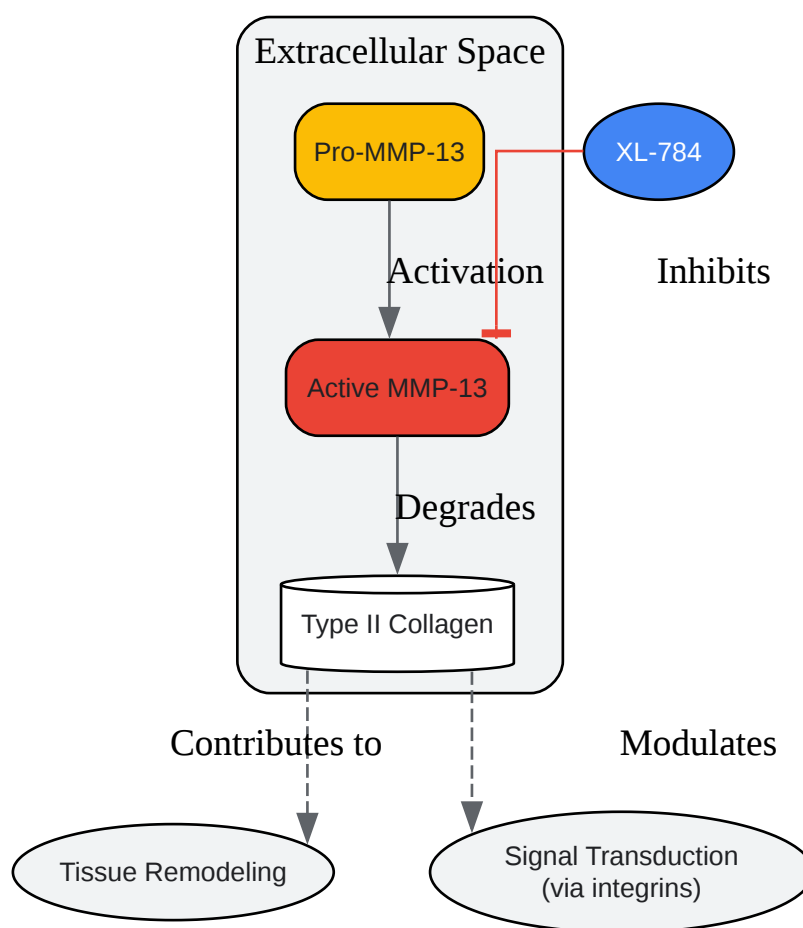 Extracellular Space
Pro-MMP-13
XL-784
Activation
Inhibits
Active MMP-13
Degrades
Type II Collagen
Contributes to
Modulates
Tissue Remodeling
Signal Transduction
(via integrins)